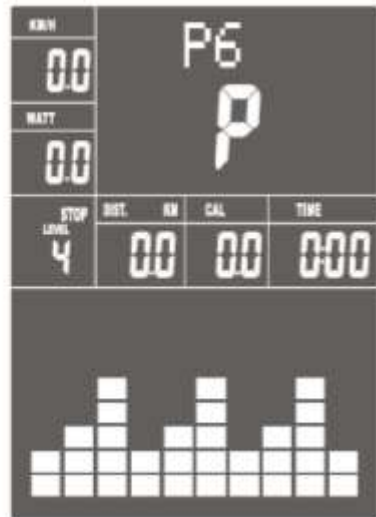 KM/H
0.0
P6
P
WATT
0.0
STOP
LEVEL
4
DIST. KM CAL TIME
0.0 0.0 0:00